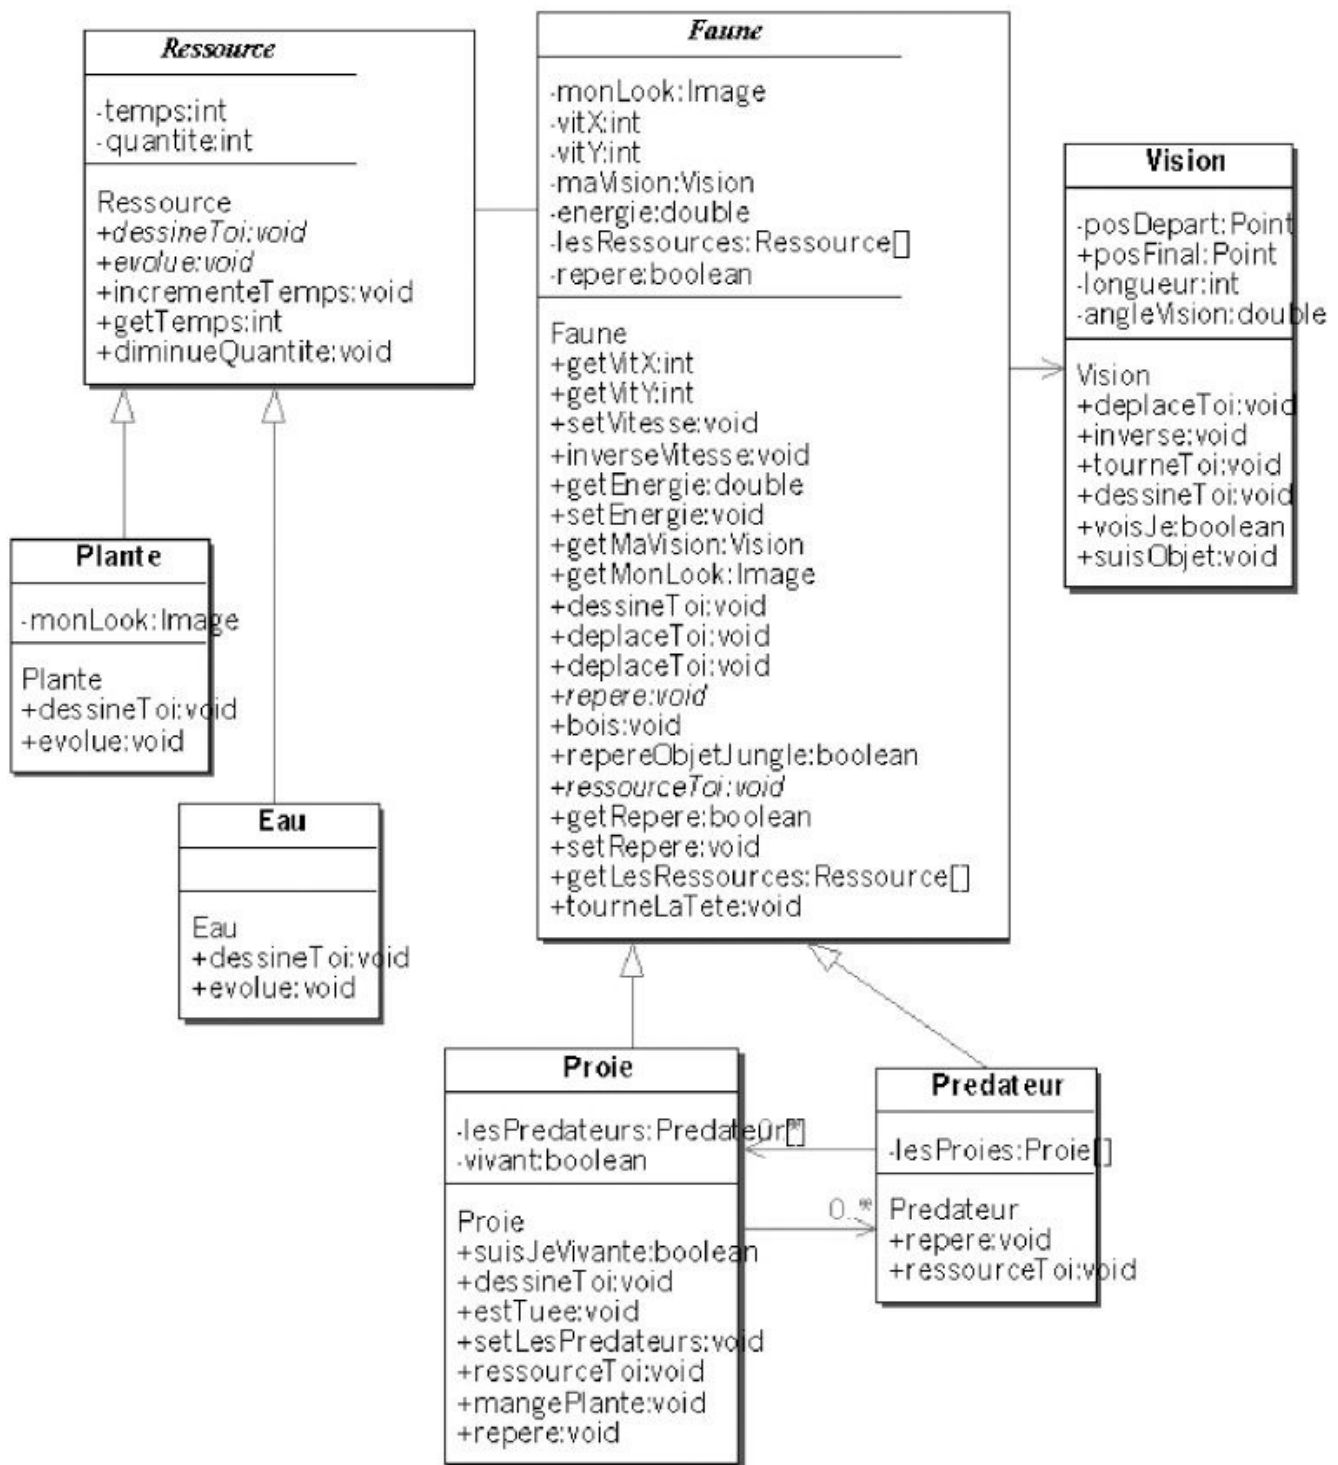 Ressource
-temps:int
-quantite:int
Ressource
+dessineToi:void
+evolue:void
+incrementeTemps:void
+getTemps:int
+diminueQuantite:void
Faune
-monLook:Image
-vitX:int
-vitY:int
-maVision:Vision
-energie:double
-lesRessources:Ressource[]
-repere:boolean
Faune
+getVitX:int
+getVitY:int
+setVitesse:void
+inverseVitesse:void
+getEnergie:double
+setEnergie:void
+getMaVision:Vision
+getMonLook:Image
+dessineToi:void
+deplaceToi:void
+deplaceToi:void
+repere:void
+bois:void
+repereObjetJungle:boolean
+ressourceToi:void
+getRepere:boolean
+setRepere:void
+getLesRessources:Ressource[]
+tourneLaTete:void
Vision
-posDepart:Point
+posFinal:Point
-longueur:int
-angleVision:double
Vision
+deplaceToi:void
+inverse:void
+tourneToi:void
+dessineToi:void
+voisJe:boolean
+suisObjet:void
Plante
-monLook:Image
Plante
+dessineToi:void
+evolue:void
Eau
Eau
+dessineToi:void
+evolue:void
Proie
-lesPredateurs:Predateur[]
-vivant:boolean
Proie
+suisJeVivante:boolean
+dessineToi:void
+estTuee:void
+setLesPredateurs:void
+ressourceToi:void
+mangePlante:void
+repere:void
0..*
0..*
Predateur
-lesProies:Proie[]
Predateur
+repere:void
+ressourceToi:void